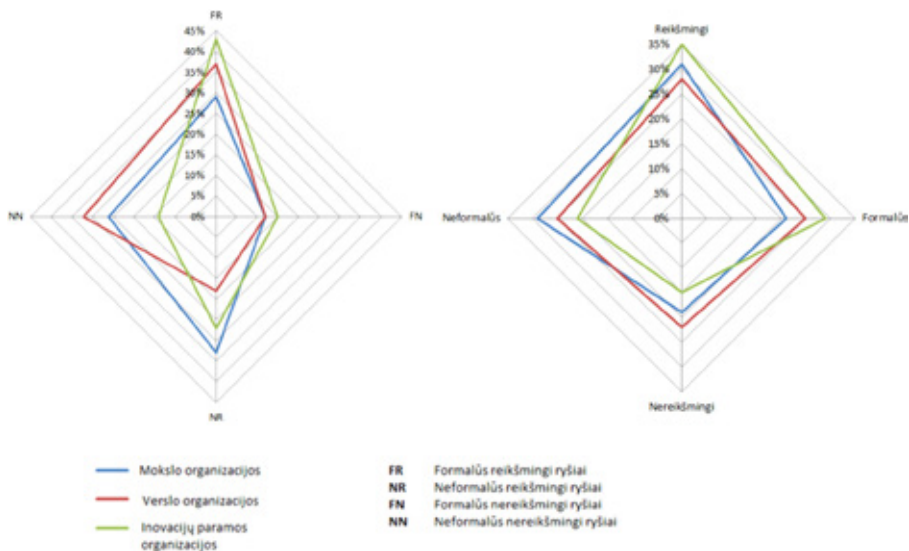 FR
45%
40%
35%
30%
25%
20%
15%
10%
5%
0%
NN
FN
NR
Reikšmingi
35%
30%
25%
20%
15%
10%
5%
0%
Neformalūs
Formalūs
Nereikšmingi
Mokslo organizacijos
Verslo organizacijos
Inovacijų paramos
organizacijos
FR Formalūs reikšmingi ryšiai
NR Neformalūs reikšmingi ryšiai
FN Formalūs nereikšmingi ryšiai
NN Neformalūs nereikšmingi ryšiai